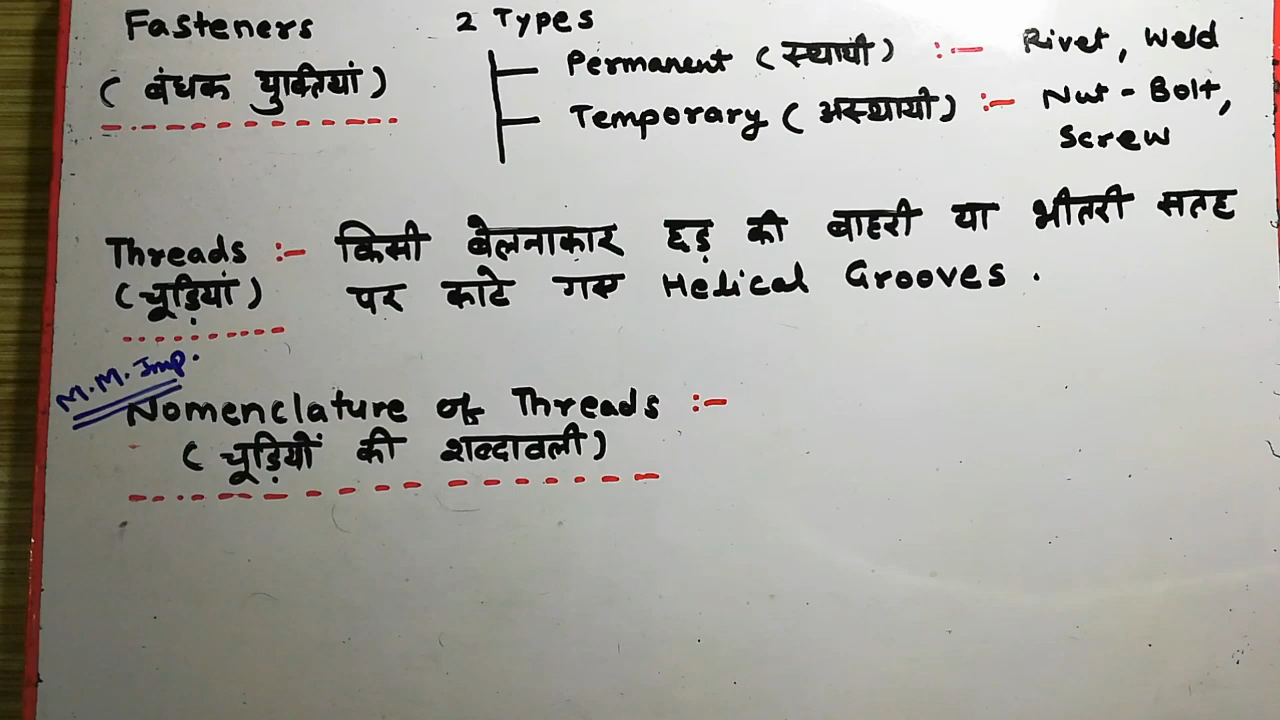 Fasteners
(बंधक युक्तियां)
2 Types
Permanent (स्थायी) :- Rivet, Weld
Temporary (अस्थायी) :- Nut-Bolt,
Screw
Threads :- किसी बेलनाकार छड़ की बाहरी या भीतरी सतह
(चूड़ियां) पर काटे गए Helical Grooves.
M.M. Imp.
Nomenclature of Threads :-
(चूड़ियों की शब्दावली)